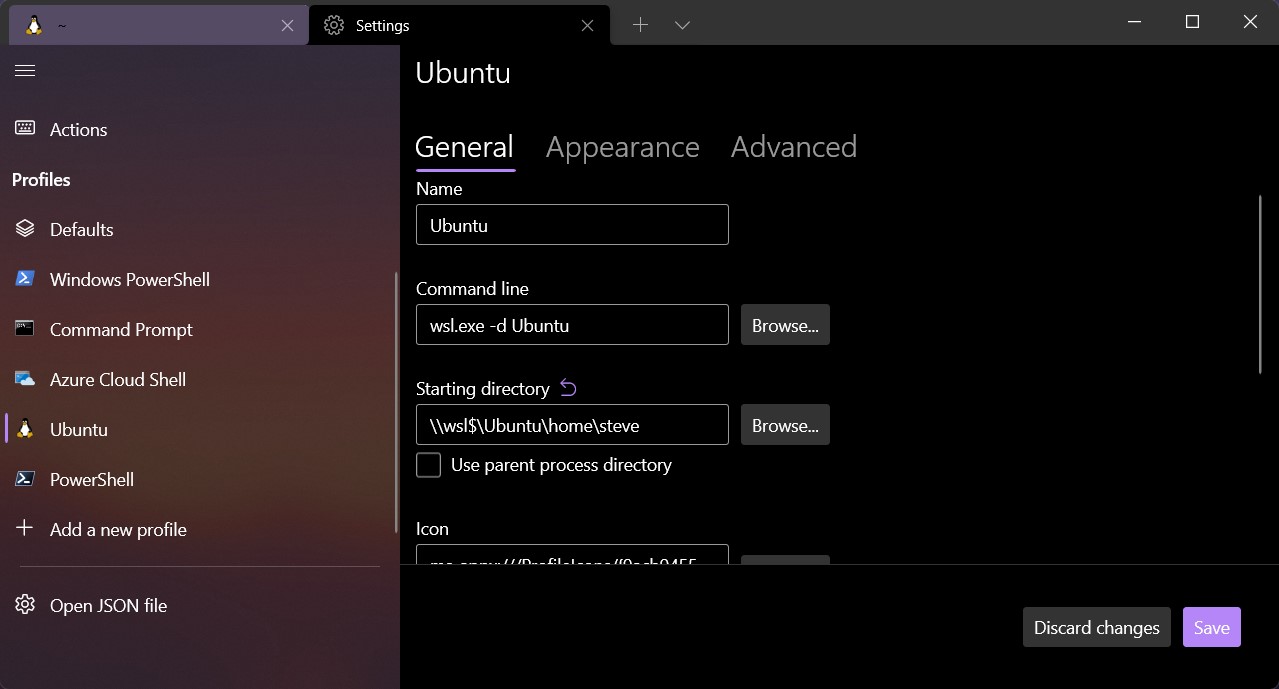 ~
Settings
Actions
Profiles
Defaults
Windows PowerShell
Command Prompt
Azure Cloud Shell
Ubuntu
PowerShell
Add a new profile
Open JSON file
Ubuntu
General Appearance Advanced
Name
Ubuntu
Command line
wsl.exe -d Ubuntu
Browse...
Starting directory
\\wsl$\Ubuntu\home\steve
Browse...
Use parent process directory
Icon
Discard changes
Save